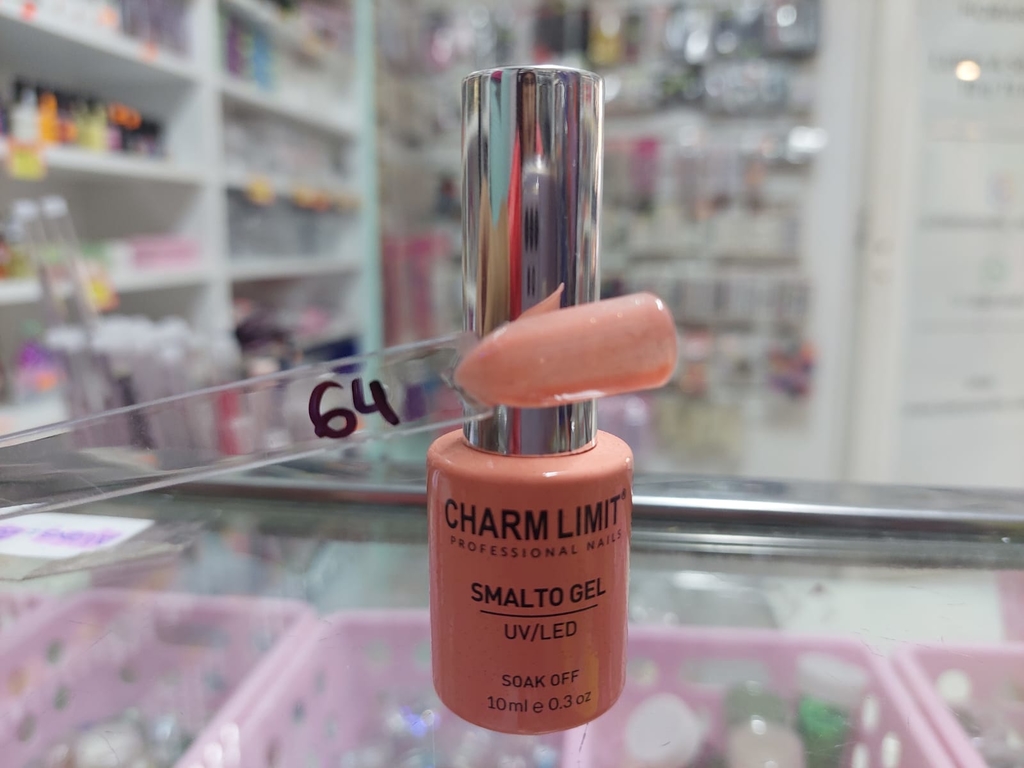 64
CHARM LIMIT®
PROFESSIONAL NAILS
SMALTO GEL
UV/LED
SOAK OFF
10ml e 0.3 oz